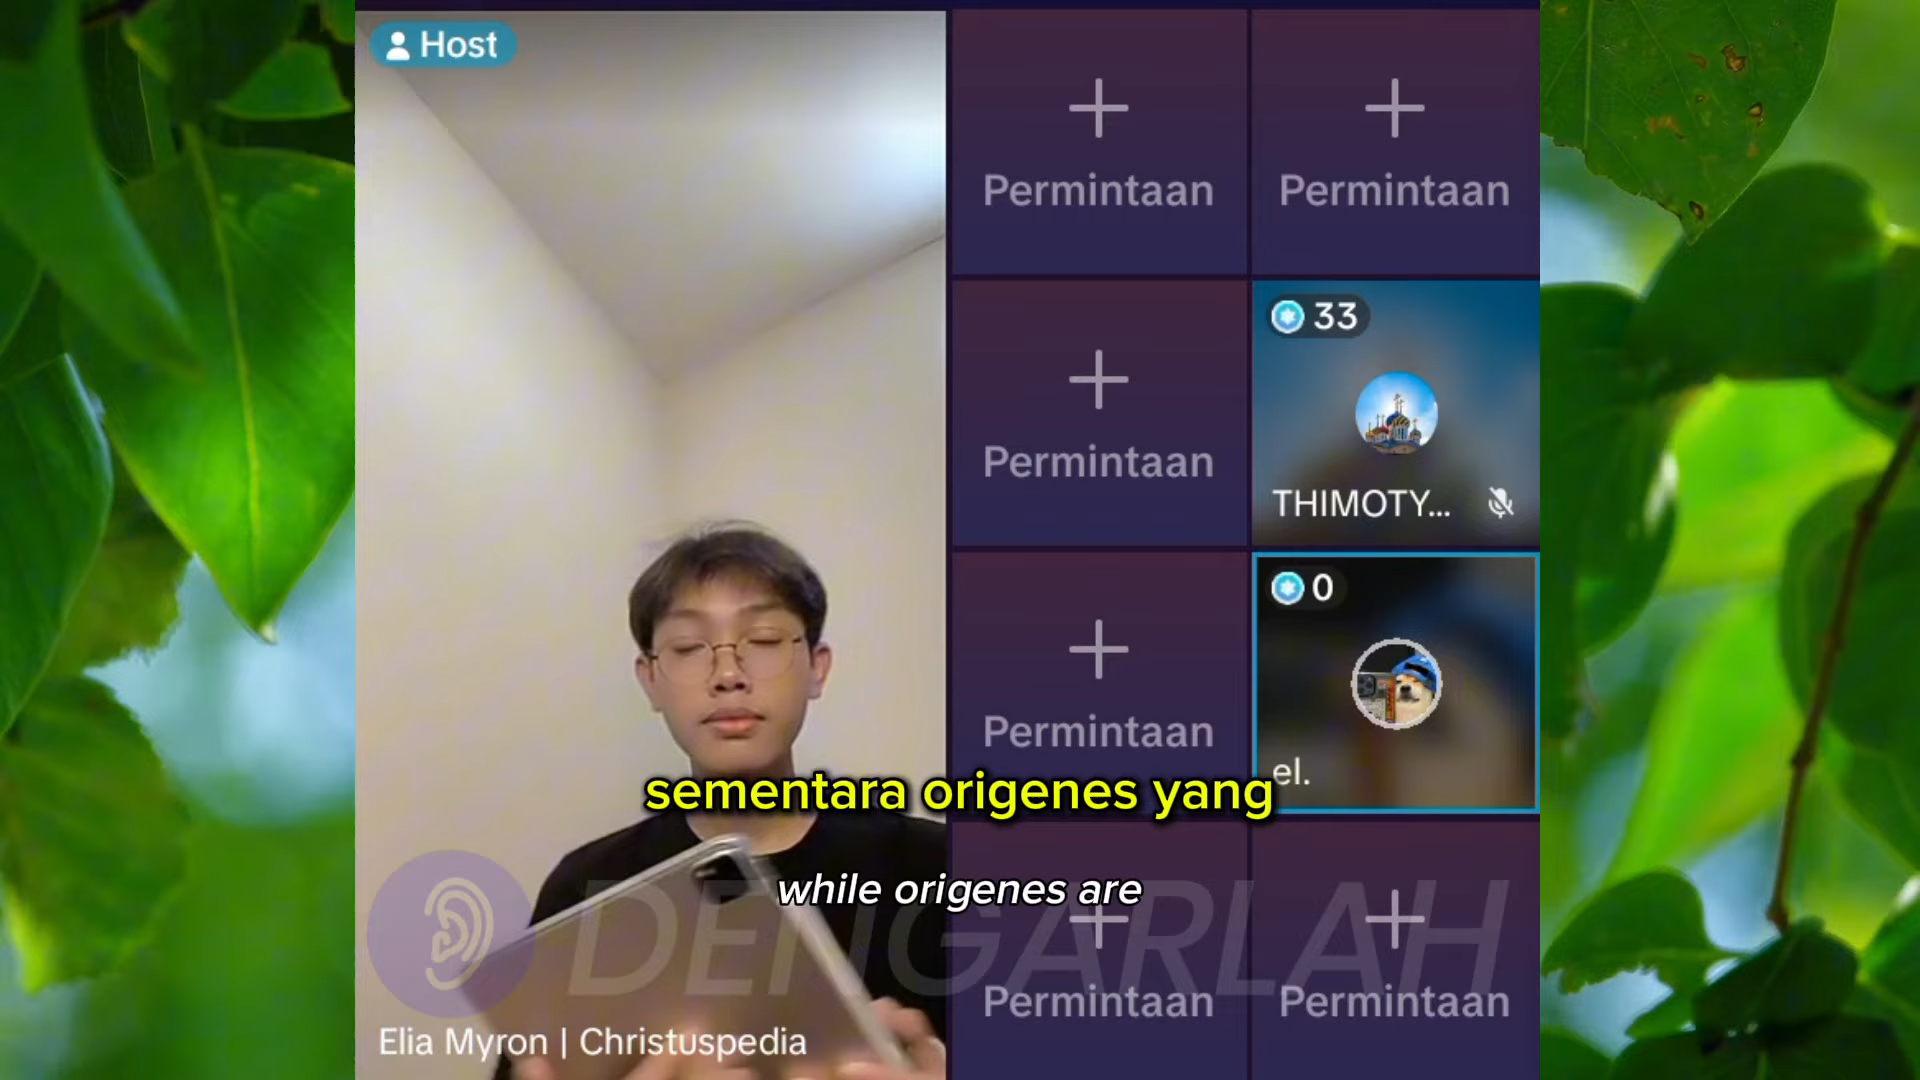 Host
Permintaan
Permintaan
Permintaan
33
THIMOTY...
Permintaan
0
el.
sementara origenes yang
while origenes are
DENGARLAH
Permintaan
Permintaan
Elia Myron | Christuspedia